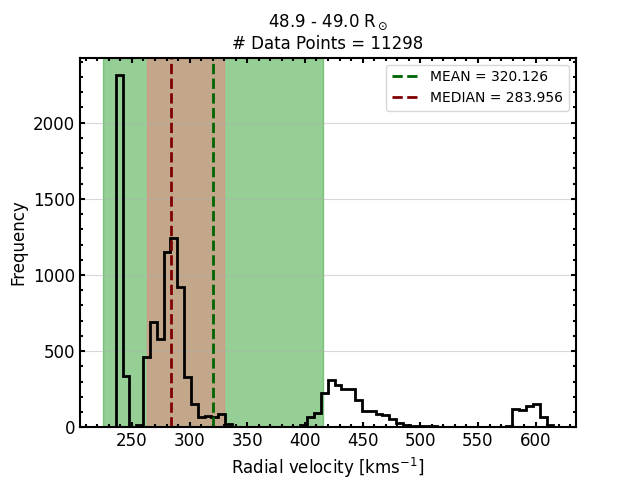 48.9 - 49.0 R⊙
# Data Points = 11298
MEAN = 320.126
MEDIAN = 283.956
Frequency
2000
1500
1000
500
0
250 300 350 400 450 500 550 600
Radial velocity [kms⁻¹]